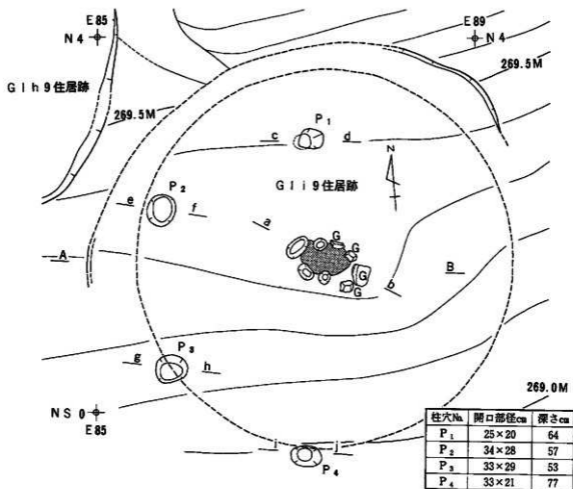 E85
N4
E89
N4
GIh9住居跡
269.5M
269.5M
P1
c
d
N
GIi9住居跡
P2
e
f
a
G
G
G
G
b
A
B
P3
g
h
269.0M
NS0
E85
i
j
P4
柱穴No. 開口部径cm 深さcm
P1 25×20 64
P2 34×28 57
P3 33×29 53
P4 33×21 77